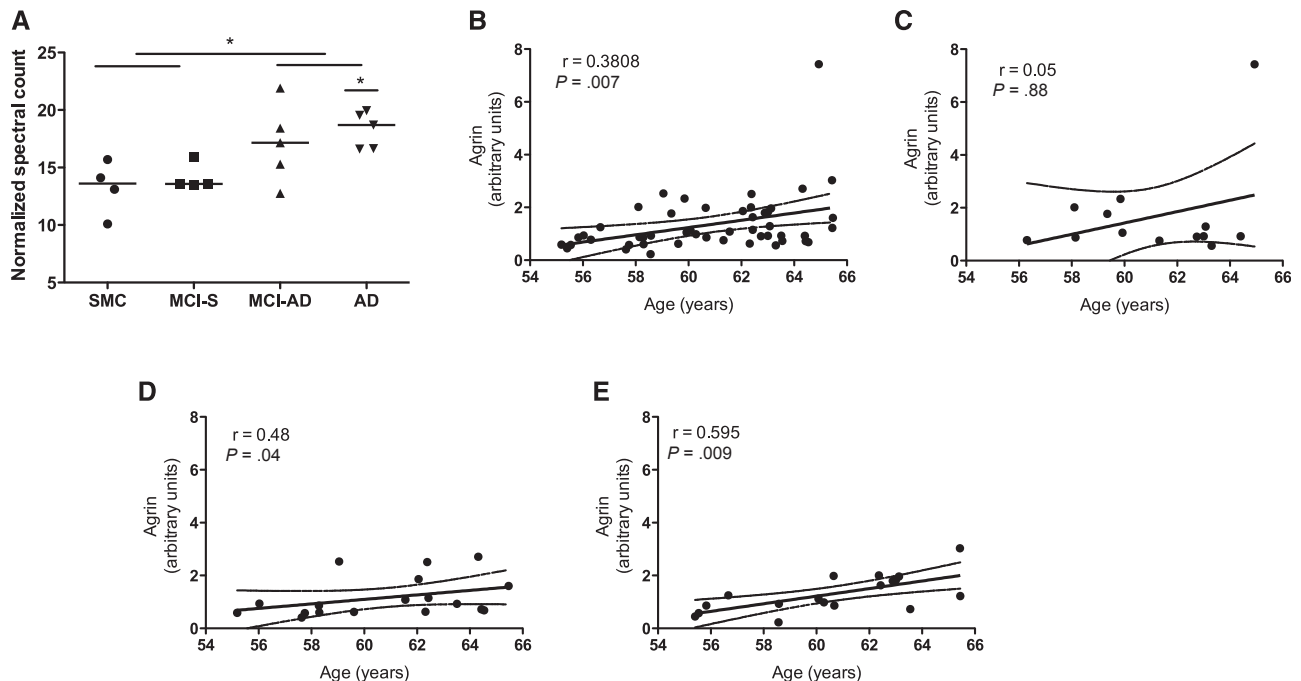 A
Normalized spectral count
25
20
15
10
5
*
*
SMC
MCI-S
MCI-AD
AD
B
Agrin
(arbitrary units)
8
6
4
2
0
r = 0.3808
P = .007
54
56
58
60
62
64
66
Age (years)
C
Agrin
(arbitrary units)
8
6
4
2
0
r = 0.05
P = .88
54
56
58
60
62
64
66
Age (years)
D
Agrin
(arbitrary units)
8
6
4
2
0
r = 0.48
P = .04
54
56
58
60
62
64
66
Age (years)
E
Agrin
(arbitrary units)
8
6
4
2
0
r = 0.595
P = .009
54
56
58
60
62
64
66
Age (years)